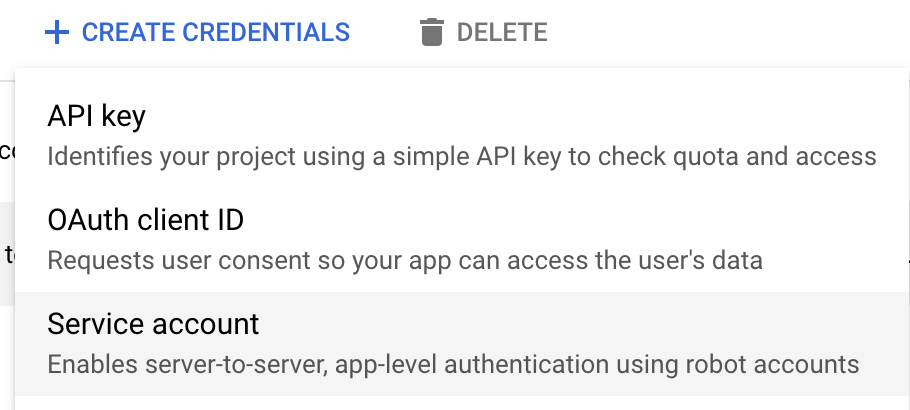 + CREATE CREDENTIALS DELETE
API key
Identifies your project using a simple API key to check quota and access
OAuth client ID
Requests user consent so your app can access the user's data
Service account
Enables server-to-server, app-level authentication using robot accounts